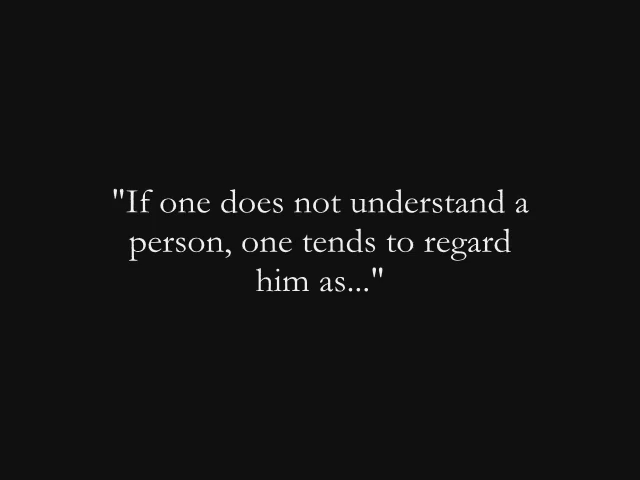 "If one does not understand a
person, one tends to regard
him as..."